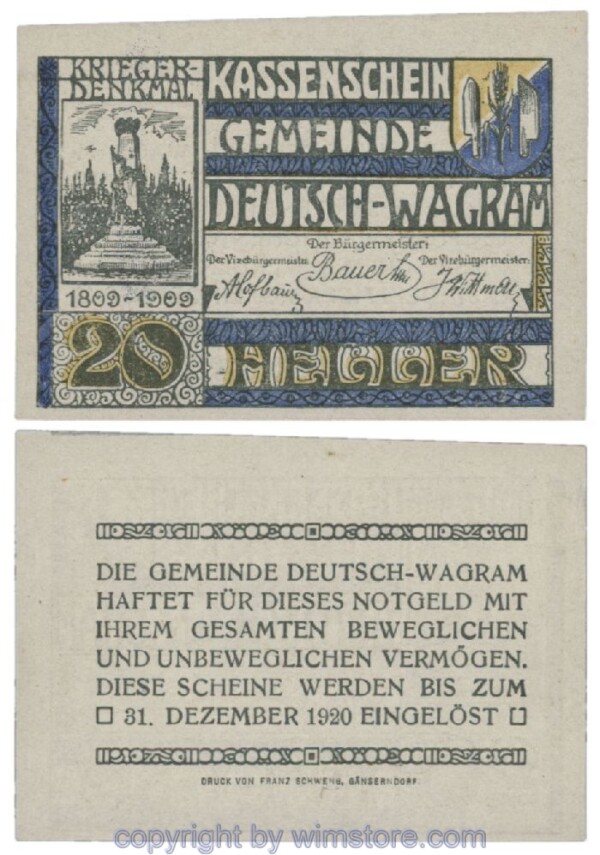 KRIEGER-
DENKMAL
KASSENSCHEIN
GEMEINDE
DEUTSCH-WAGRAM
Der Bürgermeister:
Der Vizebürgermeister
Der Vizebürgermeister:
AHofbauer
Bauer
1809-1909
20 HELLER
DIE GEMEINDE DEUTSCH-WAGRAM
HAFTET FÜR DIESES NOTGELD MIT
IHREM GESAMTEN BEWEGLICHEN
UND UNBEWEGLICHEN VERMÖGEN.
DIESE SCHEINE WERDEN BIS ZUM
31. DEZEMBER 1920 EINGELÖST
DRUCK VON FRANZ SCHWENG, GÄNSERNDORF.
copyright by wimstore.com